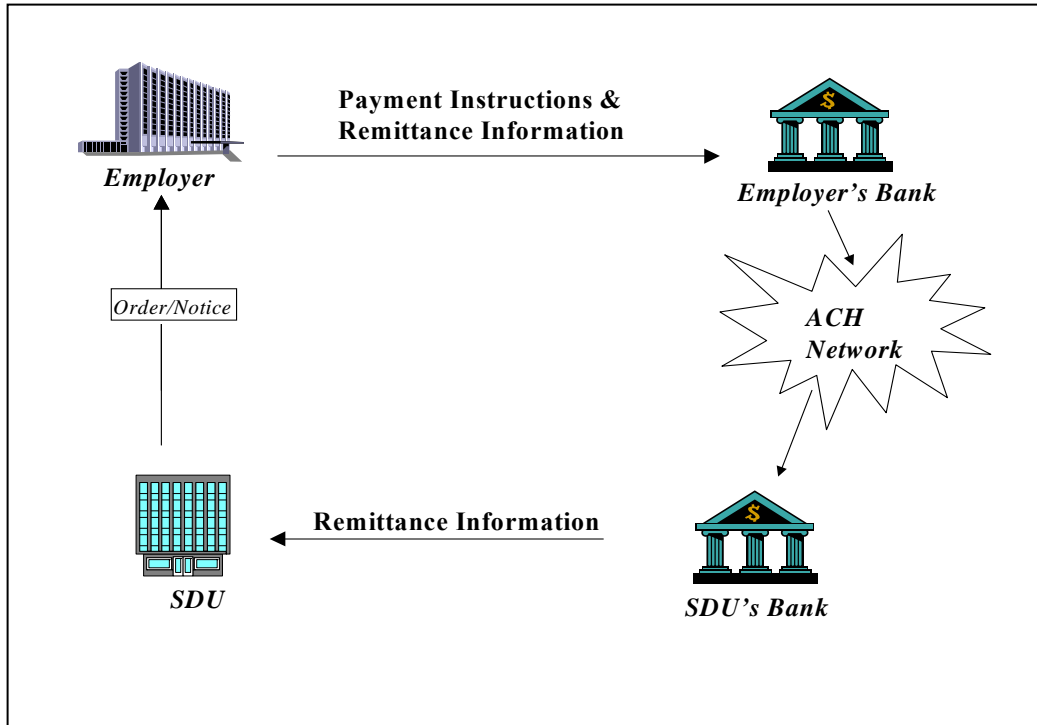 Payment Instructions &
Remittance Information
$
Employer
Employer's Bank
Order/Notice
ACH
Network
Remittance Information
$
SDU
SDU's Bank